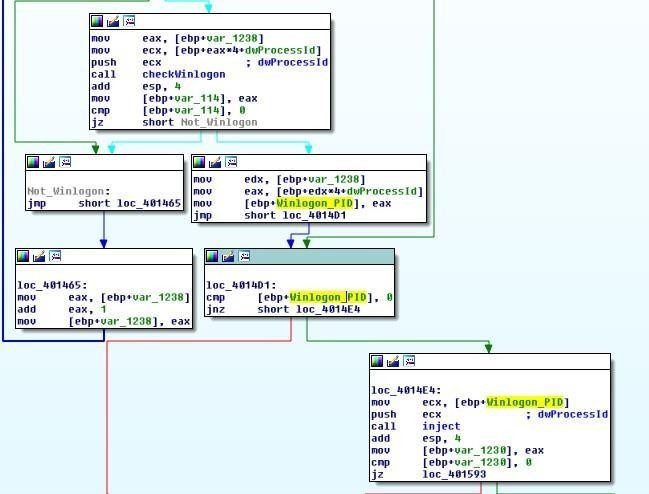 mov eax, [ebp+var_1238]
mov ecx, [ebp+eax*4+dwProcessId]
push ecx ; dwProcessId
call checkWinlogon
add esp, 4
mov [ebp+var_114], eax
cmp [ebp+var_114], 0
jz short Not_Winlogon
Not_Winlogon:
jmp short loc_401465
mov edx, [ebp+var_1238]
mov eax, [ebp+edx*4+dwProcessId]
mov [ebp+Winlogon_PID], eax
jmp short loc_4014D1
loc_401465:
mov eax, [ebp+var_1238]
add eax, 1
mov [ebp+var_1238], eax
loc_4014D1:
cmp [ebp+Winlogon_PID], 0
jnz short loc_4014E4
loc_4014E4:
mov ecx, [ebp+Winlogon_PID]
push ecx ; dwProcessId
call inject
add esp, 4
mov [ebp+var_1230], eax
cmp [ebp+var_1230], 0
jz loc_401593